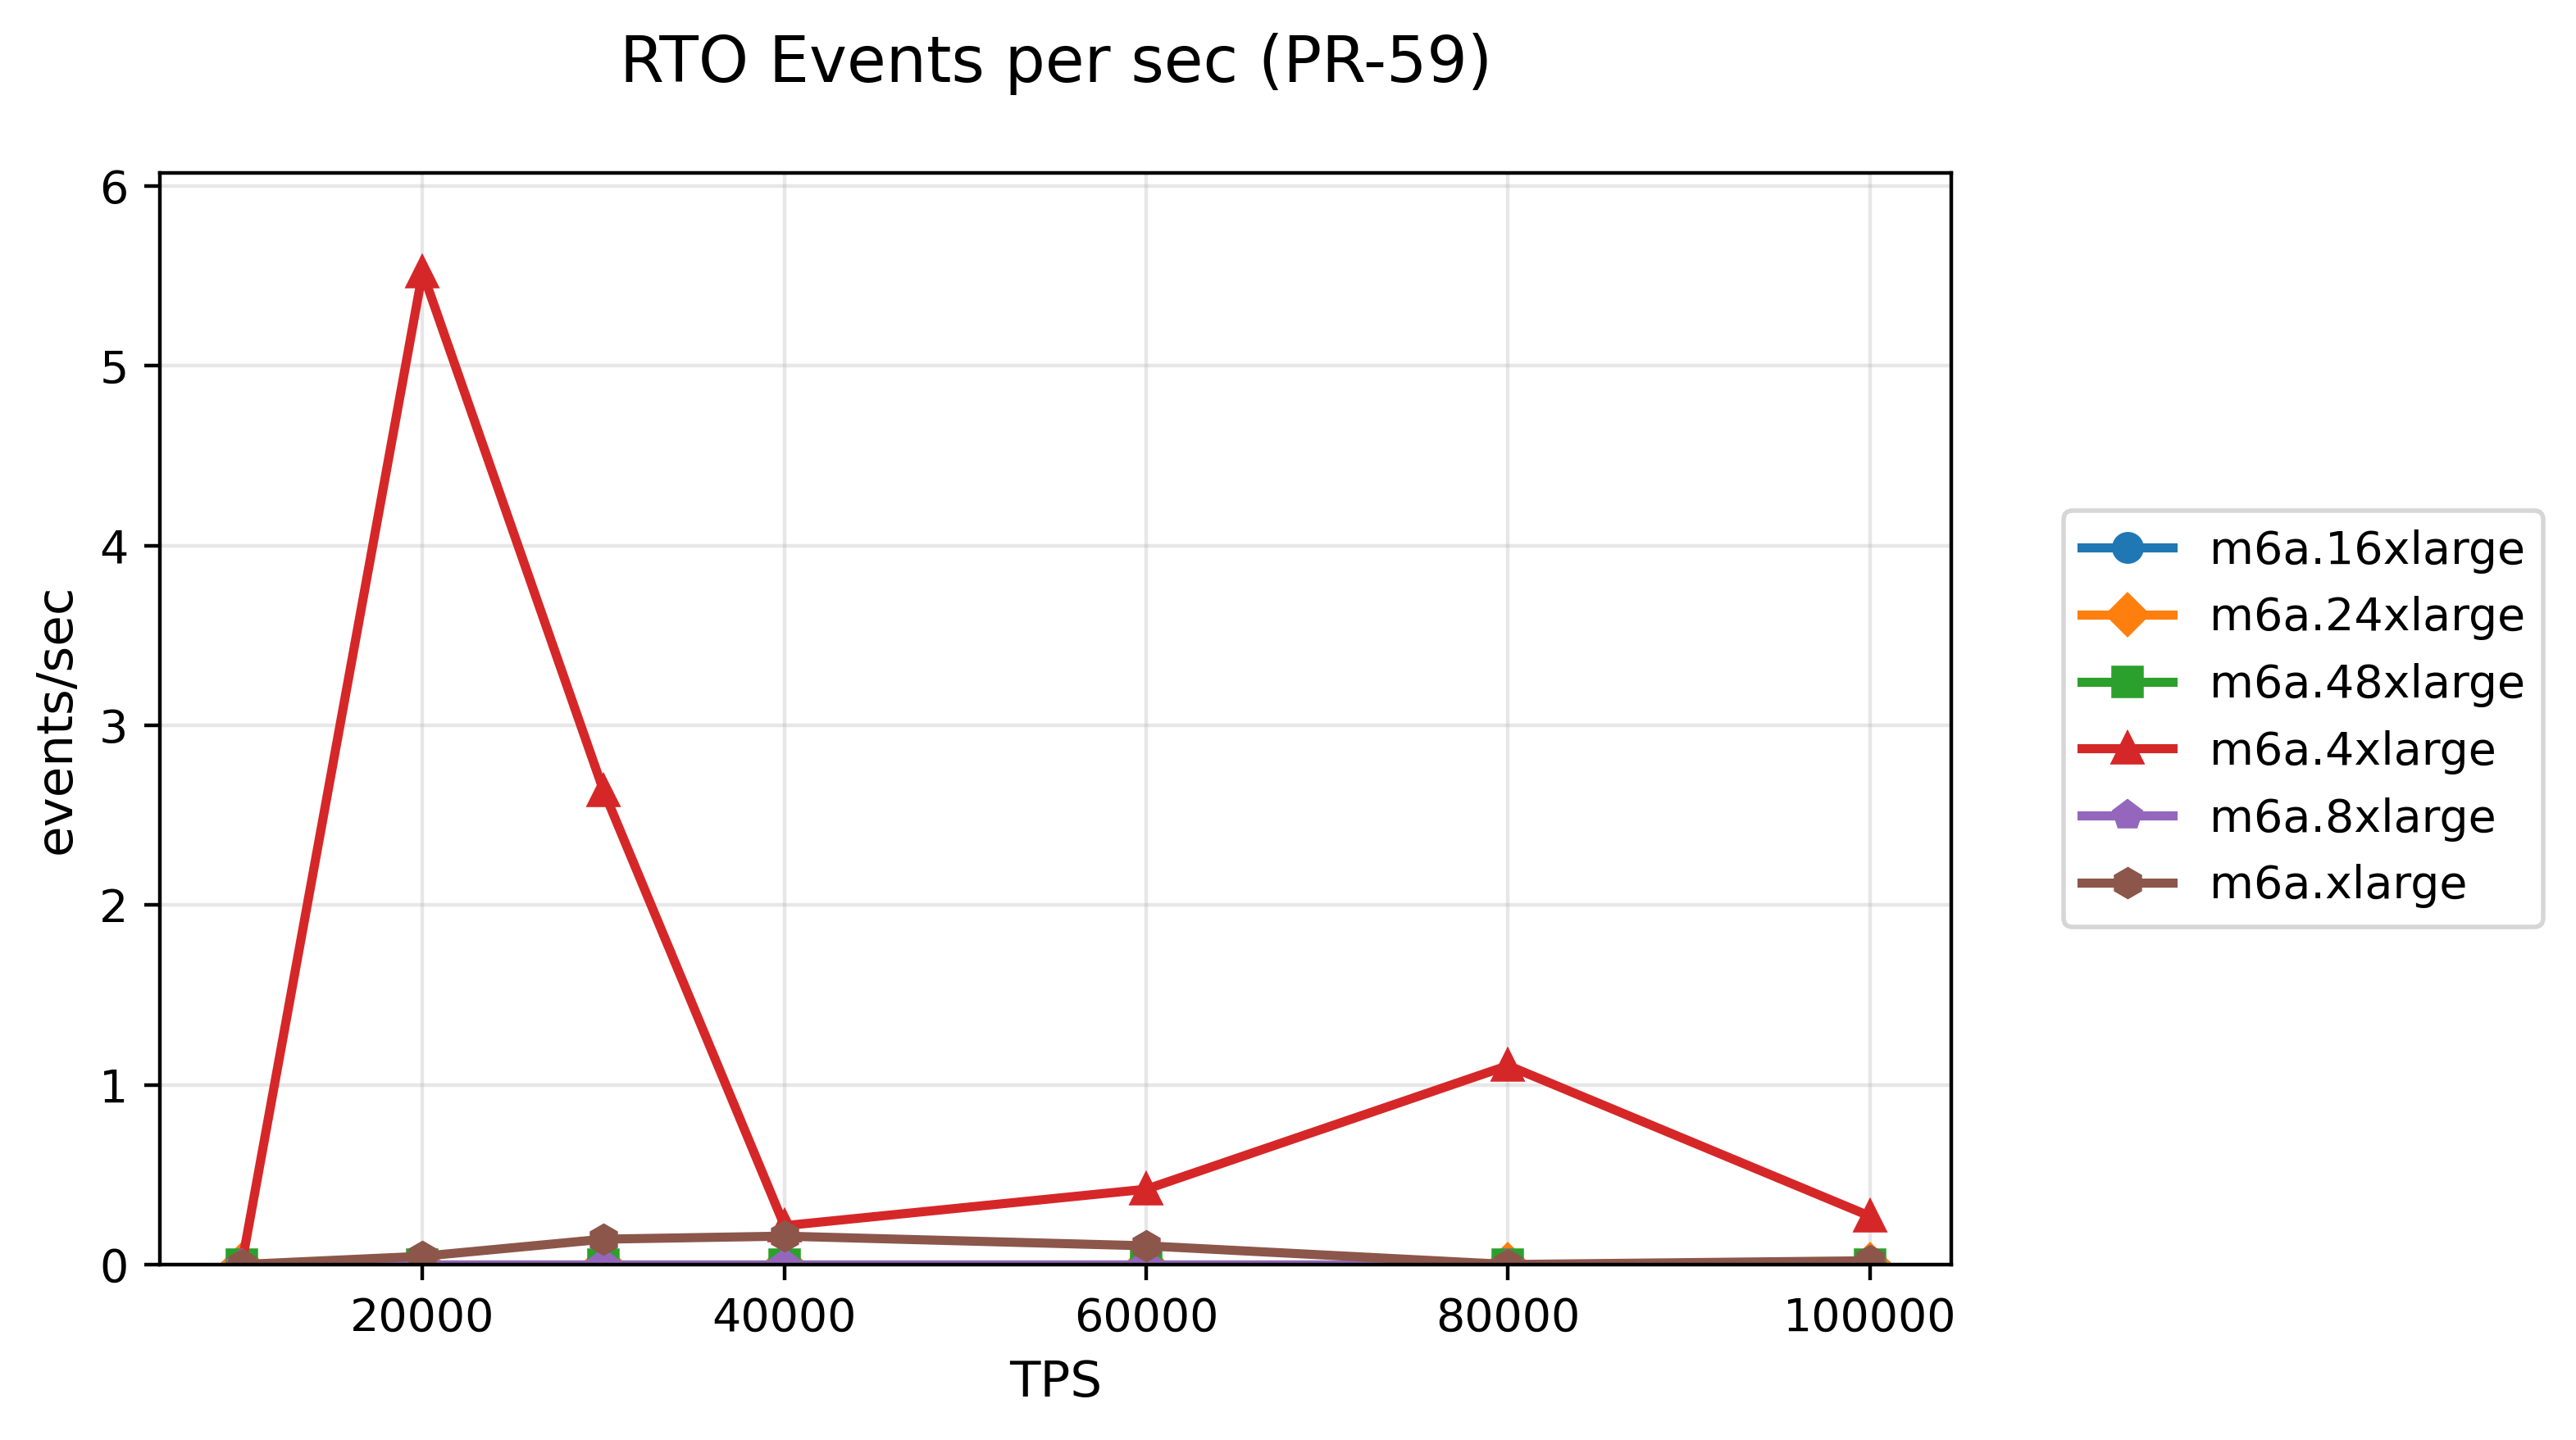 RTO Events per sec (PR-59)
events/sec
6
5
4
3
2
1
0
20000
40000
60000
80000
100000
TPS
m6a.16xlarge
m6a.24xlarge
m6a.48xlarge
m6a.4xlarge
m6a.8xlarge
m6a.xlarge